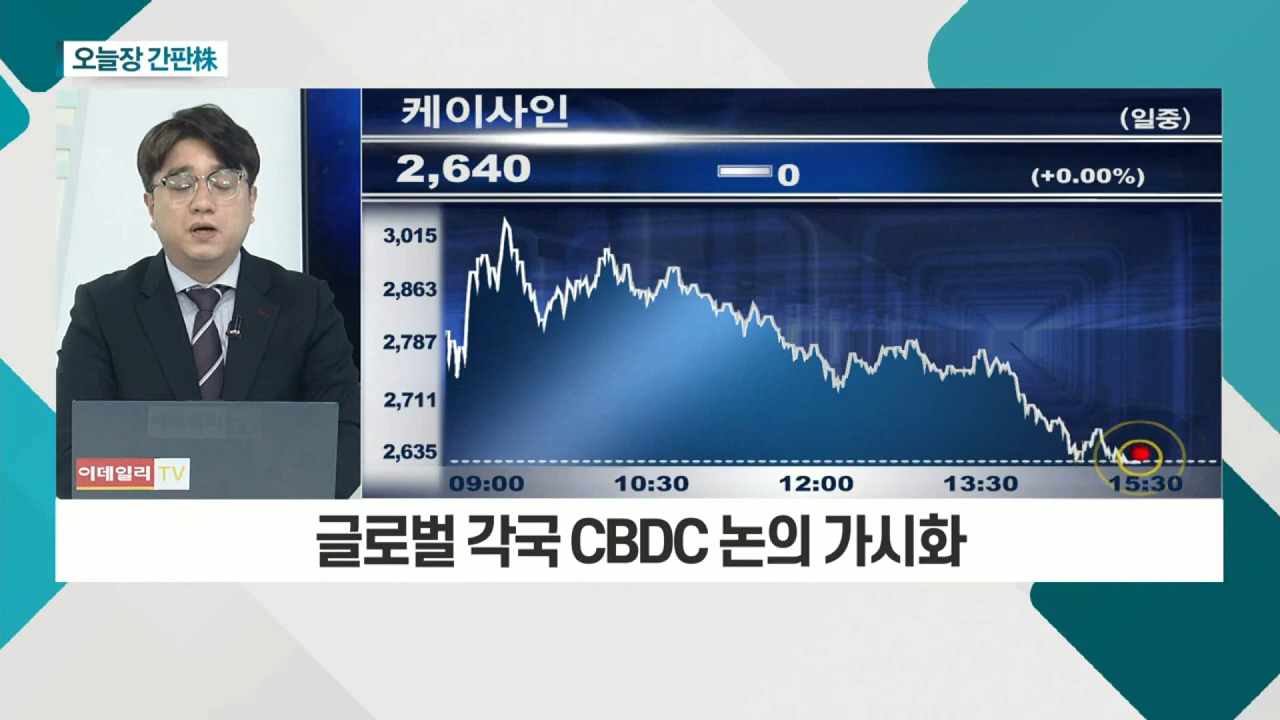 오늘장 간판株
케이사인
(일중)
2,640
0
(+0.00%)
3,015
2,863
2,787
2,711
2,635
09:00
10:30
12:00
13:30
15:30
이데일리 TV
글로벌 각국 CBDC 논의 가시화